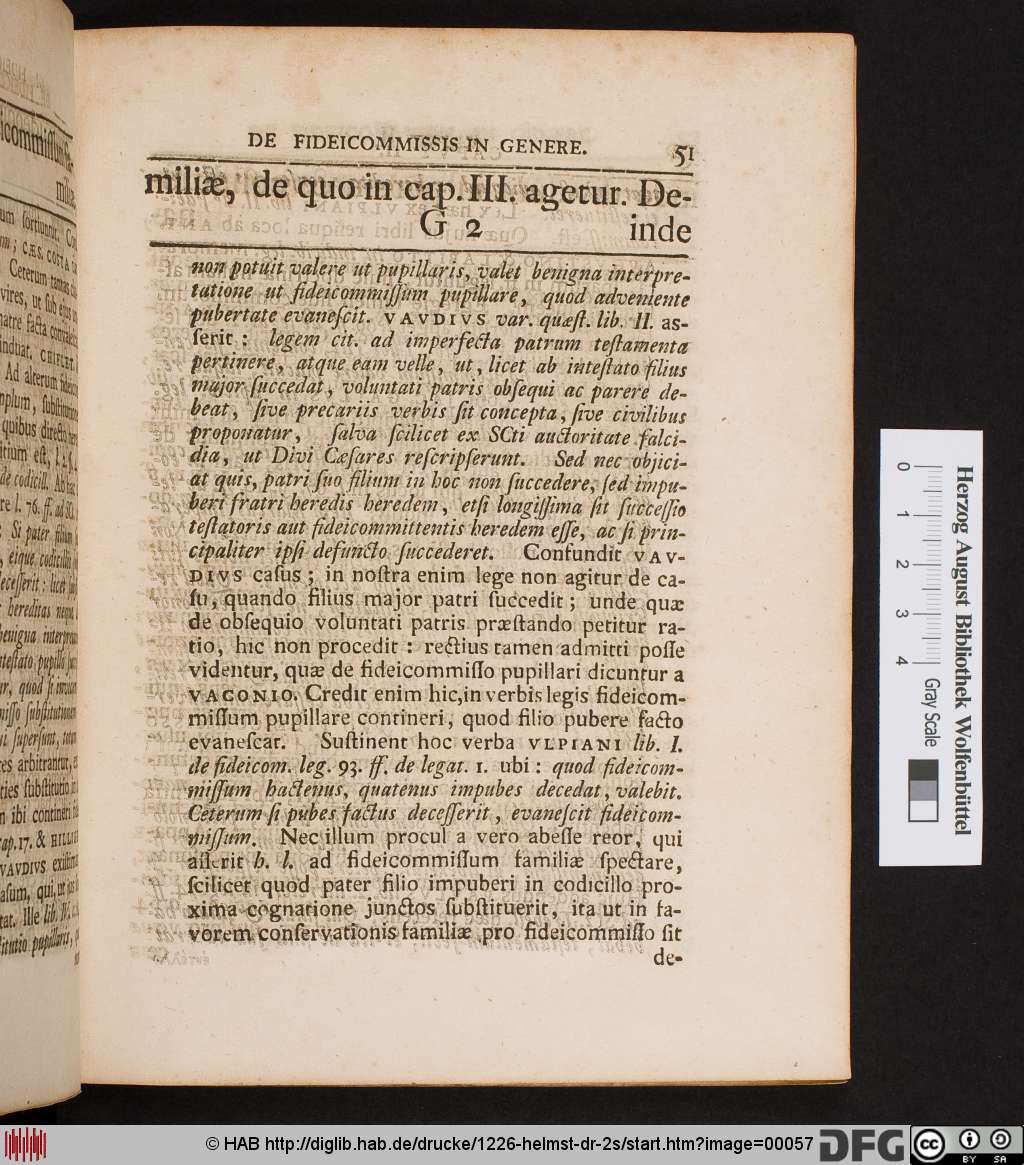 DE FIDEICOMMISSIS IN GENERE. 51
miliæ, de quo in cap. III. agetur. De-
G 2 inde
non potuit valere ut pupillaris, valet benigna interpre-
tatione ut fideicommiſſum pupillare, quod adveniente
pubertate evaneſcit. VAVDIVS var. quæſt. lib. II. aſ-
ſerit: legem cit. ad imperfecta patrum teſtamenta
pertinere, atque eam velle, ut, licet ab inteſtato filius
major ſuccedat, voluntati patris obſequi ac parere de-
beat, ſive precariis verbis ſit concepta, ſive civilibus
proponatur, ſalva ſcilicet ex SCti auctoritate falci-
dia, ut Divi Cæſares reſcripſerunt. Sed nec objici-
at quis, patri ſuo filium in hoc non ſuccedere, ſed impu-
beri fratri heredis heredem, etſi longiſſima ſit ſucceſſio
teſtatoris aut fideicommittentis heredem eſſe, ac ſi prin-
cipaliter ipſi defuncto ſuccederet. Confundit VAV-
DIVS caſus; in noſtra enim lege non agitur de ca-
ſu, quando filius major patri ſuccedit; unde quæ
de obſequio voluntati patris præſtando petitur ra-
tio, hic non procedit: rectius tamen admitti poſſe
videntur, quæ de fideicommiſſo pupillari dicuntur a
VACONIO. Credit enim hic, in verbis legis fideicom-
miſſum pupillare contineri, quod filio pubere facto
evaneſcat. Suſtinent hoc verba VLPIANI lib. I.
de fideicom. leg. 93. ff. de legat. 1. ubi: quod fideicom-
miſſum hactenus, quatenus impubes decedat, valebit.
Ceterum ſi pubes factus deceſſerit, evaneſcit fideicom-
miſſum. Nec illum procul a vero abeſſe reor, qui
aſſerit h. l. ad fideicommiſſum familiæ ſpectare,
ſcilicet quod pater filio impuberi in codicillo pro-
xima cognatione junctos ſubſtituerit, ita ut in fa-
vorem conſervationis familiæ pro fideicommiſſo ſit
de-
0 1 2 3 4
Herzog August Bibliothek Wolfenbüttel
Gray Scale
© HAB http://diglib.hab.de/drucke/1226-helmst-dr-2s/start.htm?image=00057 DFG cc BY SA